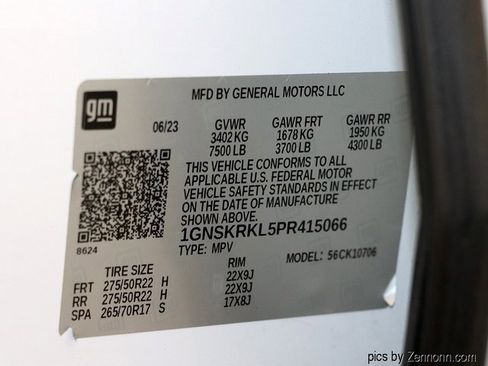 gm
MFD BY GENERAL MOTORS LLC
06/23 GVWR GAWR FRT GAWR RR
3402 KG 1678 KG 1950 KG
7500 LB 3700 LB 4300 LB
THIS VEHICLE CONFORMS TO ALL
APPLICABLE U.S. FEDERAL MOTOR
VEHICLE SAFETY STANDARDS IN EFFECT
ON THE DATE OF MANUFACTURE
SHOWN ABOVE.
1GNSKRKL5PR415066
8624 TYPE: MPV MODEL: 56CK10706
TIRE SIZE RIM
FRT 275/50R22 H 22X9J
RR 275/50R22 H 22X9J
SPA 265/70R17 S 17X8J
pics by Zennonn.com